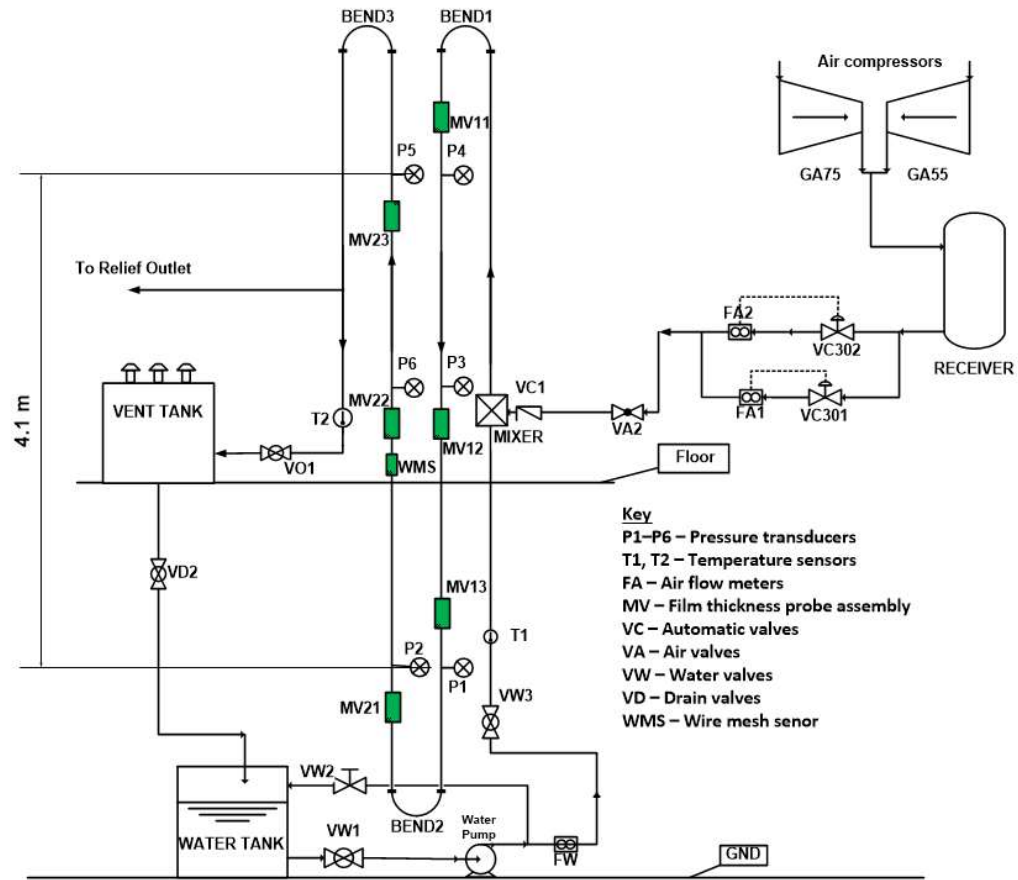 BEND3
BEND1
Air compressors
MV11
P5
P4
GA75
GA55
MV23
To Relief Outlet
FA2
VC302
RECEIVER
P6
P3
VC1
FA1
VC301
VENT TANK
MV22
T2
MIXER
VA2
4.1 m
MV12
VO1
WMS
Floor
VD2
MV13
T1
P2
P1
VW3
MV21
Key
P1–P6 – Pressure transducers
T1, T2 – Temperature sensors
FA – Air flow meters
MV – Film thickness probe assembly
VC – Automatic valves
VA – Air valves
VW – Water valves
VD – Drain valves
WMS – Wire mesh senor
VW2
BEND2
Water
Pump
WATER TANK
VW1
FW
GND